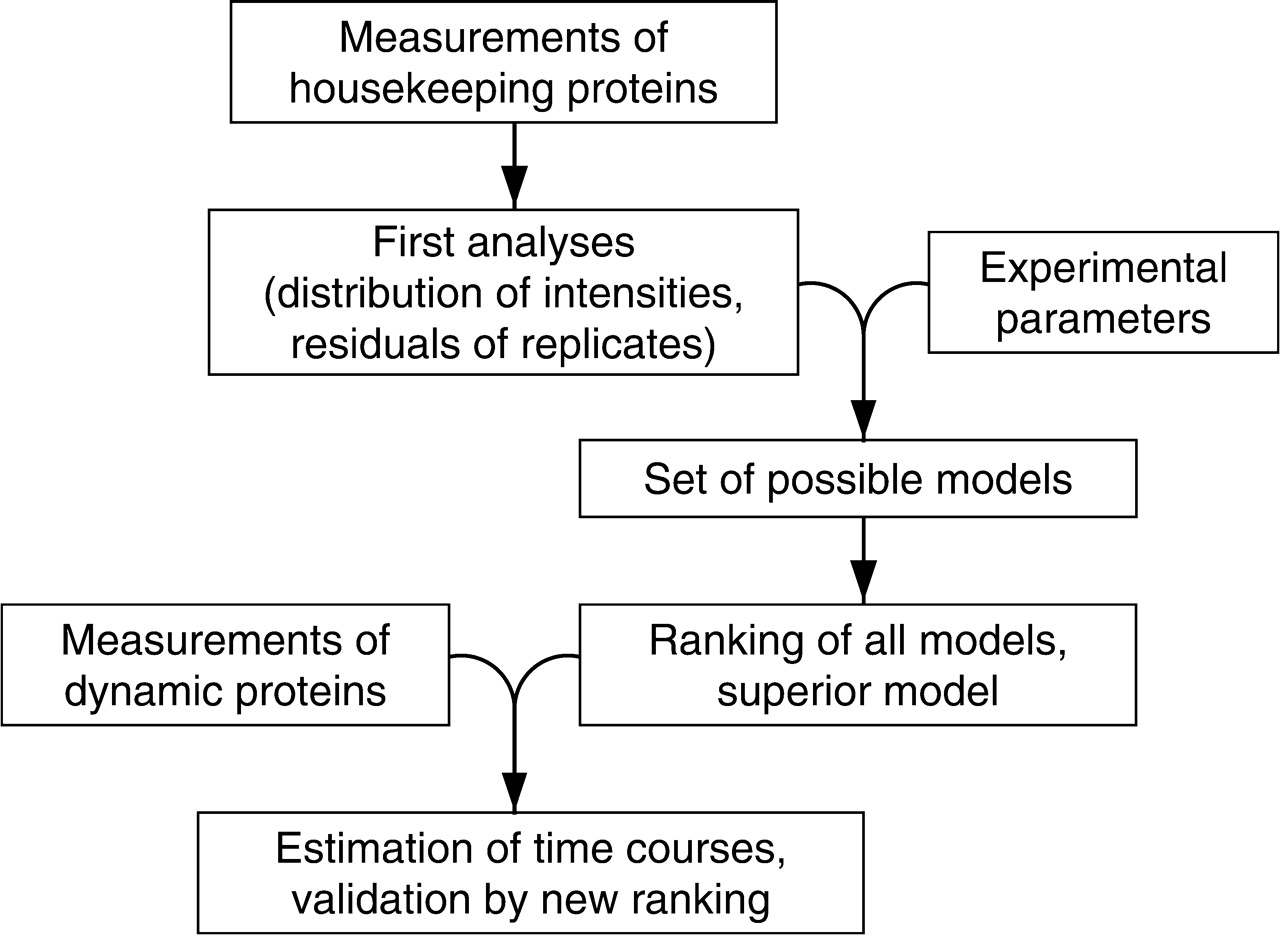 Measurements of
housekeeping proteins
First analyses
(distribution of intensities,
residuals of replicates)
Experimental
parameters
Set of possible models
Measurements of
dynamic proteins
Ranking of all models,
superior model
Estimation of time courses,
validation by new ranking